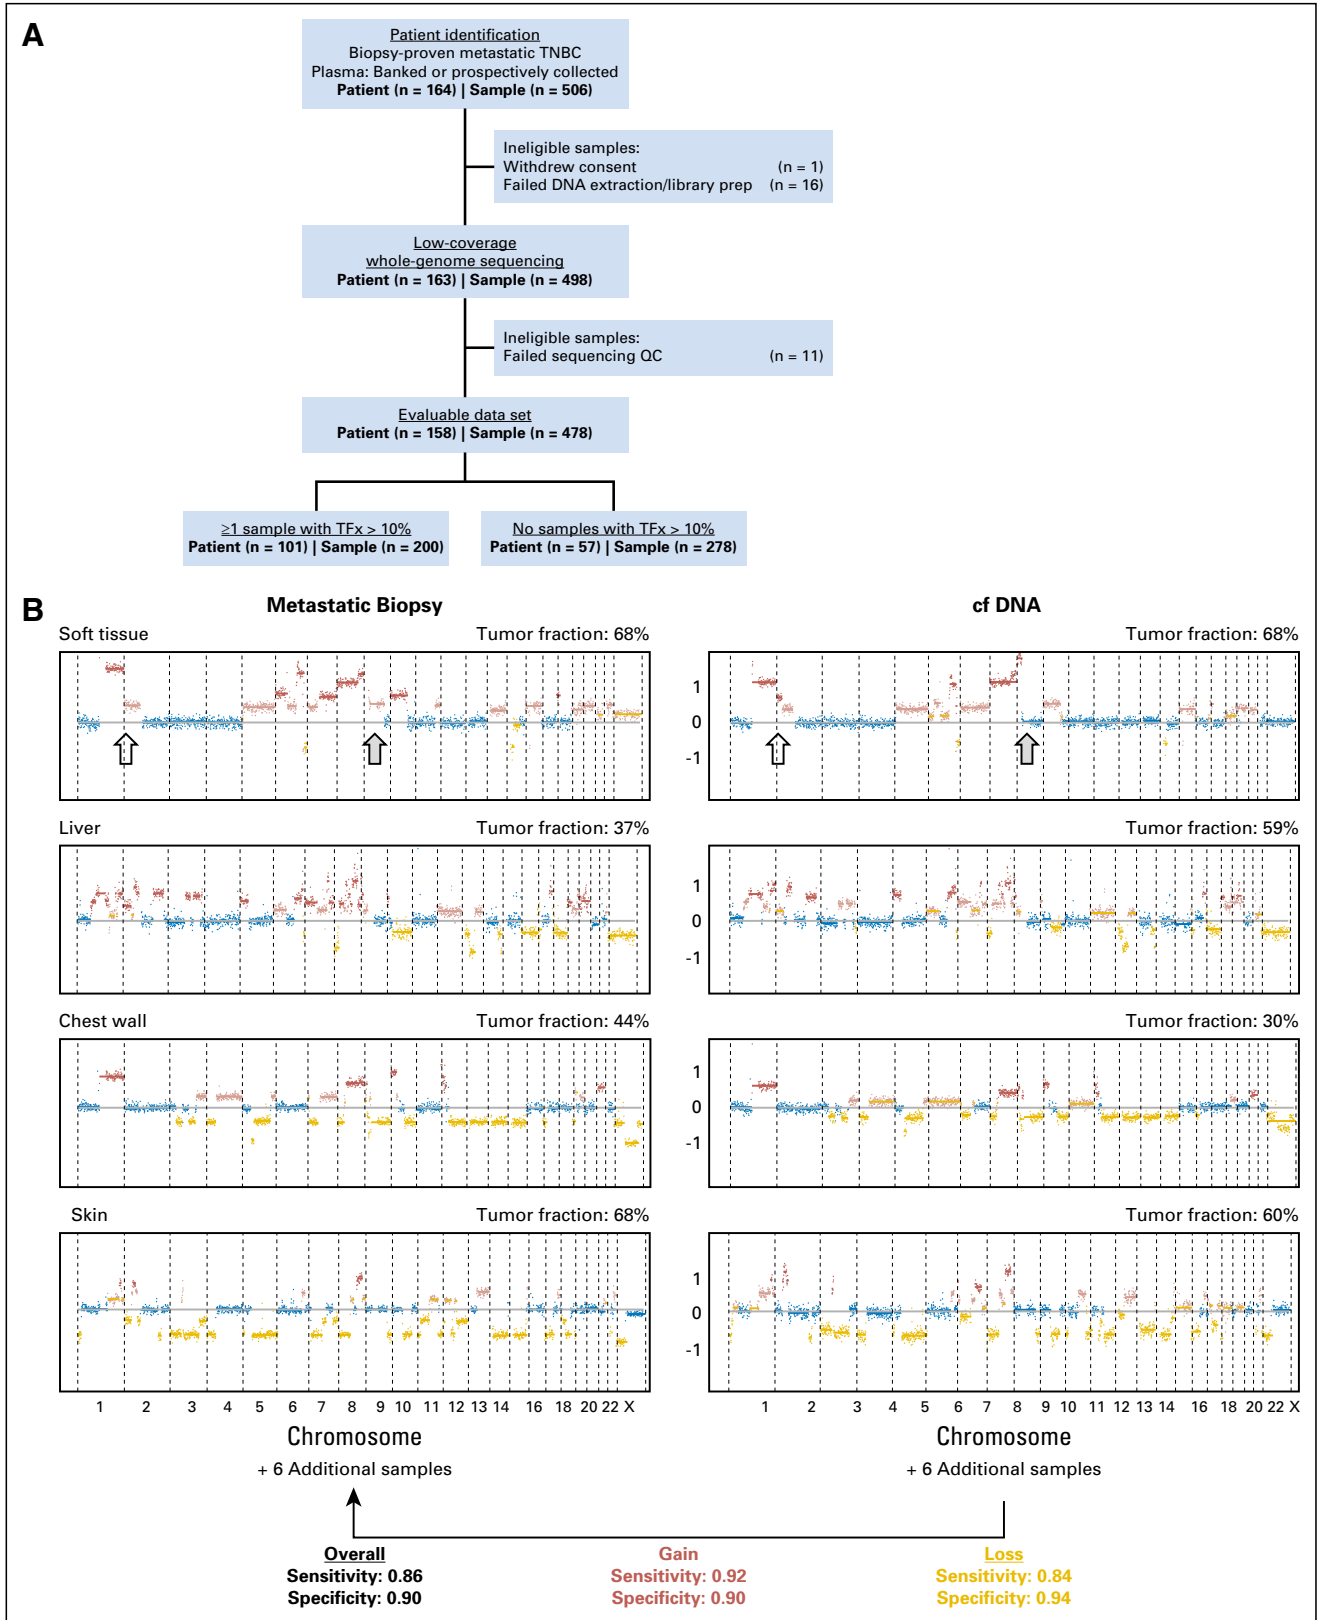 A
Patient identification
Biopsy-proven metastatic TNBC
Plasma: Banked or prospectively collected
Patient (n = 164) | Sample (n = 506)
Ineligible samples:
Withdrew consent (n = 1)
Failed DNA extraction/library prep (n = 16)
Low-coverage
whole-genome sequencing
Patient (n = 163) | Sample (n = 498)
Ineligible samples:
Failed sequencing QC (n = 11)
Evaluable data set
Patient (n = 158) | Sample (n = 478)
≥1 sample with TFx > 10%
Patient (n = 101) | Sample (n = 200)
No samples with TFx > 10%
Patient (n = 57) | Sample (n = 278)
B
Metastatic Biopsy
cf DNA
Soft tissue
Tumor fraction: 68%
Tumor fraction: 68%
1
0
-1
Liver
Tumor fraction: 37%
Tumor fraction: 59%
1
0
-1
Chest wall
Tumor fraction: 44%
Tumor fraction: 30%
1
0
-1
Skin
Tumor fraction: 68%
Tumor fraction: 60%
1
0
-1
1 2 3 4 5 6 7 8 9 10 11 12 13 14 16 18 20 22 X
1 2 3 4 5 6 7 8 9 10 11 12 13 14 16 18 20 22 X
Chromosome
Chromosome
+ 6 Additional samples
+ 6 Additional samples
Overall
Sensitivity: 0.86
Specificity: 0.90
Gain
Sensitivity: 0.92
Specificity: 0.90
Loss
Sensitivity: 0.84
Specificity: 0.94